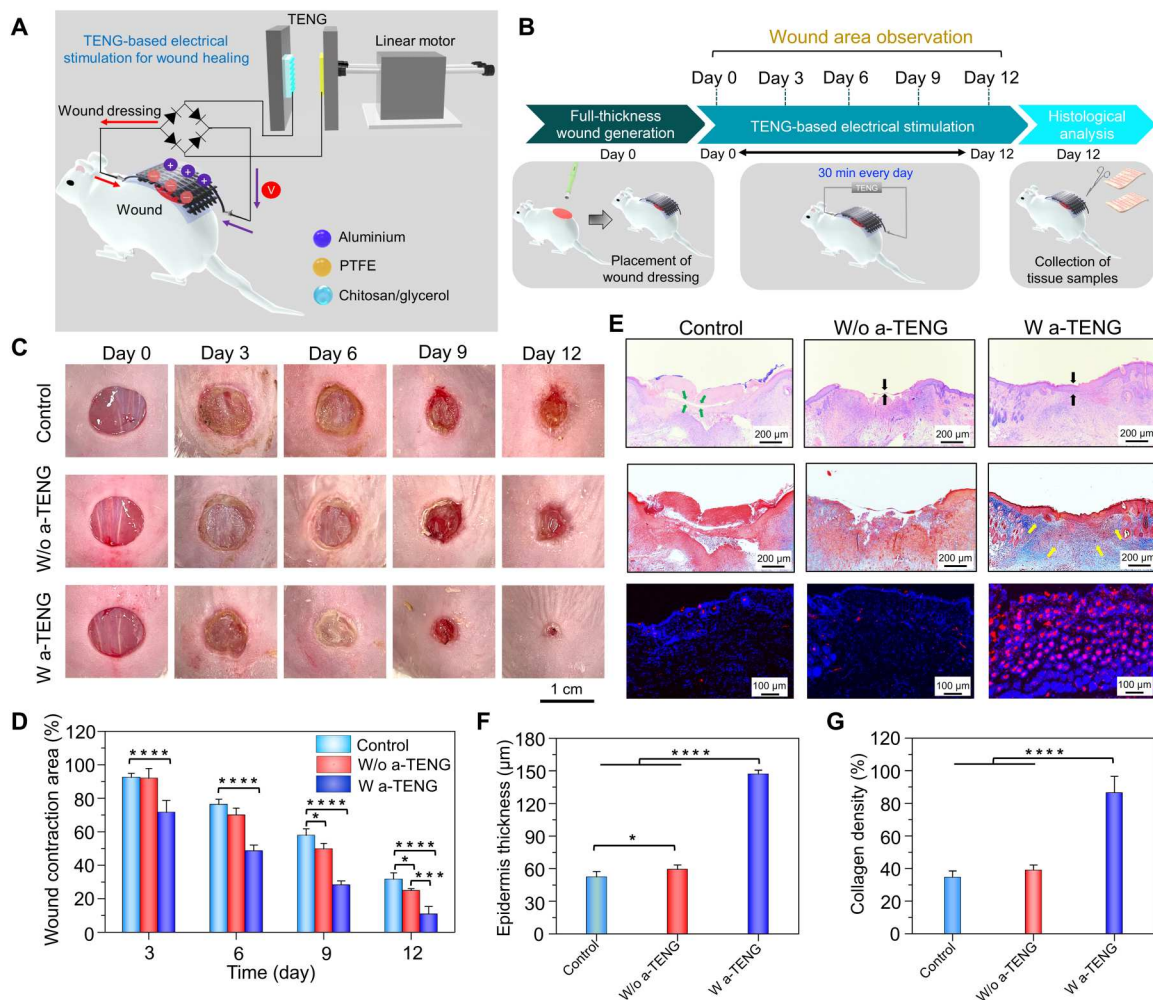 A
TENG
TENG-based electrical
stimulation for wound healing
Linear motor
Wound dressing
+ + +
V
Wound
Aluminium
PTFE
Chitosan/glycerol
B
Wound area observation
Day 0 Day 3 Day 6 Day 9 Day 12
Full-thickness
wound generation
TENG-based electrical stimulation
Histological
analysis
Day 0
Day 0
Day 12
Day 12
30 min every day
TENG
Placement of
wound dressing
Collection of
tissue samples
C
Day 0 Day 3 Day 6 Day 9 Day 12
Control
W/o a-TENG
W a-TENG
1 cm
E
Control W/o a-TENG W a-TENG
200 µm 200 µm 200 µm
200 µm 200 µm 200 µm
100 µm 100 µm 100 µm
D
Wound contraction area (%)
120
100
80
60
40
20
0
Control
W/o a-TENG
W a-TENG
* * * *
* * * *
* * * *
*
* * * *
*
* * *
3 6 9 12
Time (day)
F
Epidermis thickness (µm)
180
150
120
90
60
30
0
* * * *
*
Control W/o a-TENG W a-TENG
G
Collagen density (%)
120
100
80
60
40
20
0
* * * *
Control W/o a-TENG W a-TENG